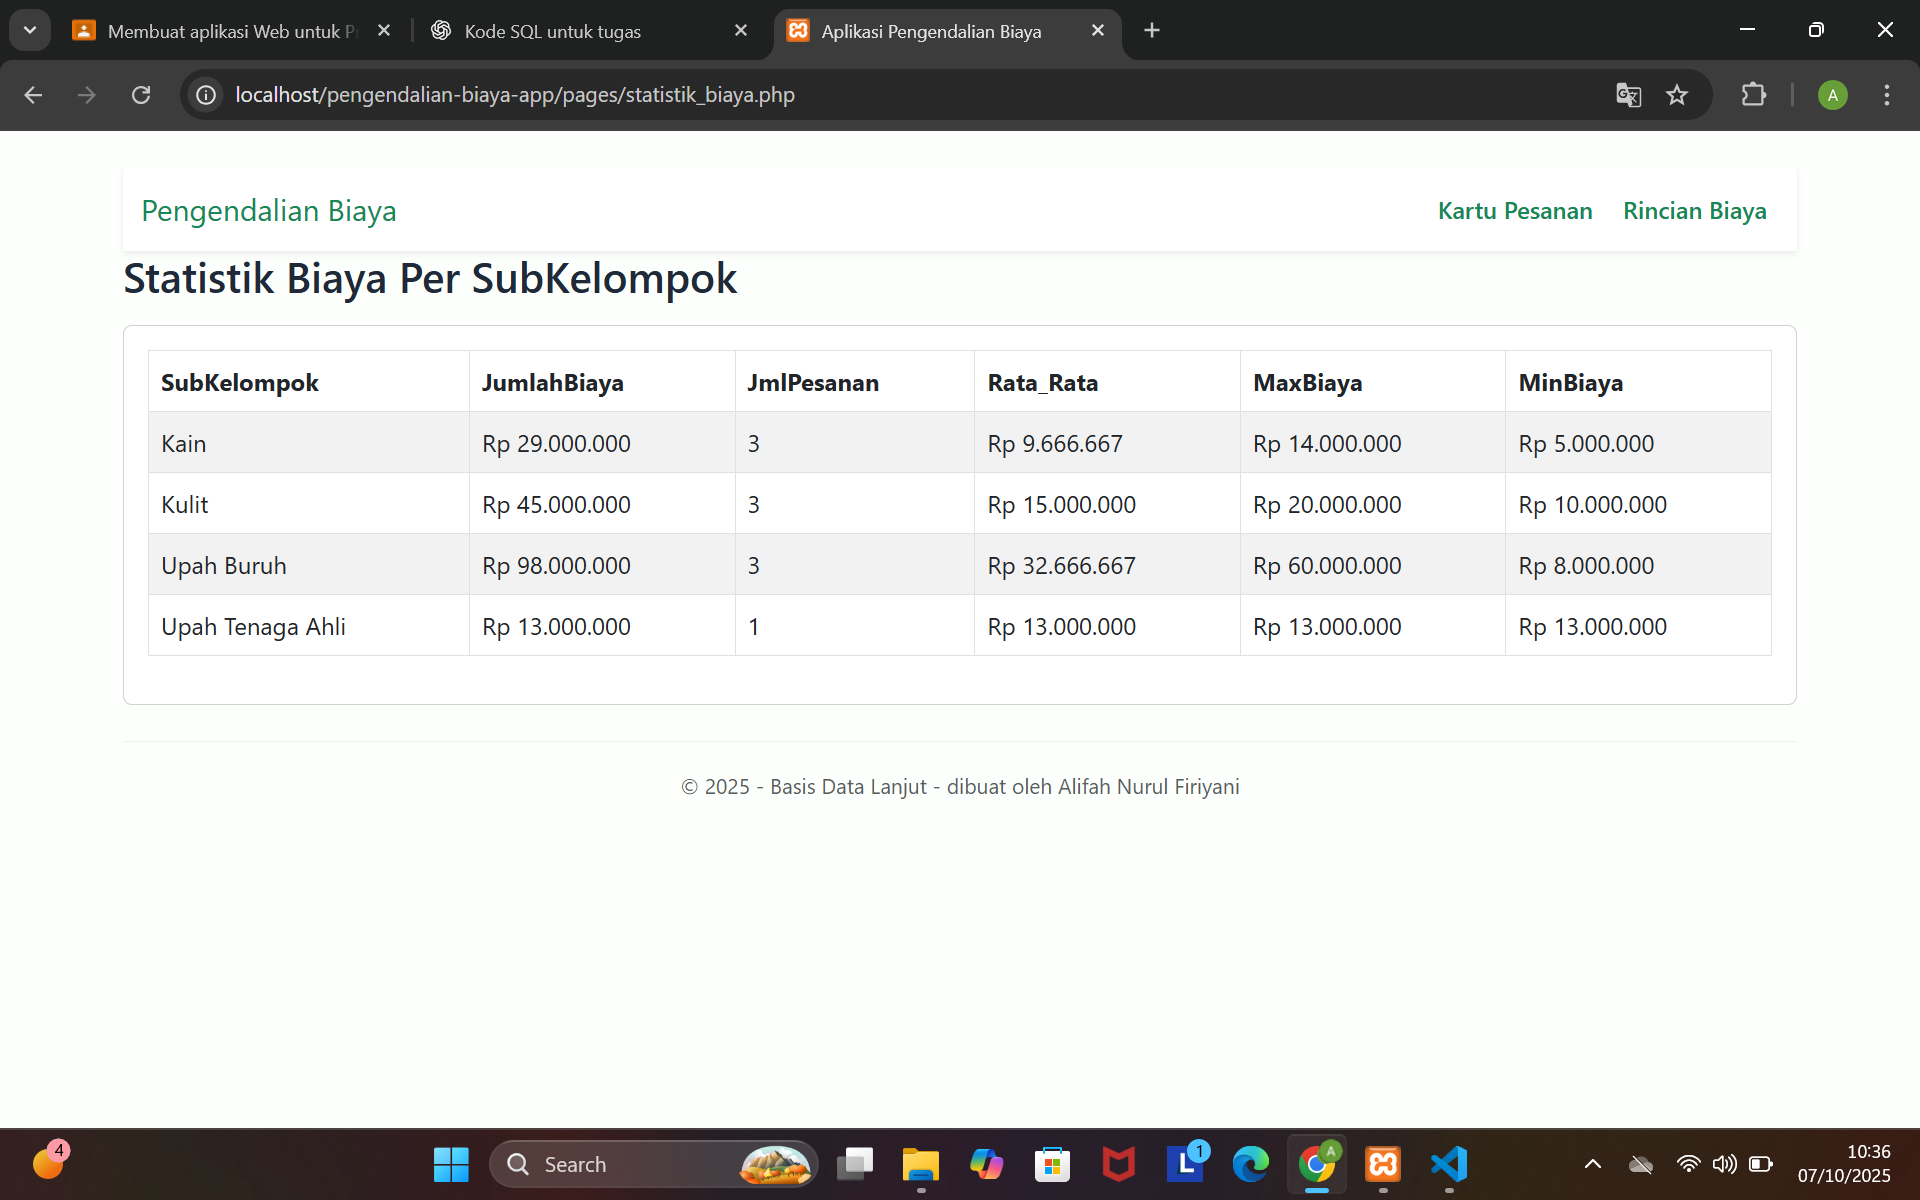 Membuat aplikasi Web untuk
Kode SQL untuk tugas
Aplikasi Pengendalian Biaya
localhost/pengendalian-biaya-app/pages/statistik_biaya.php
A
Pengendalian Biaya
Kartu Pesanan
Rincian Biaya
Statistik Biaya Per SubKelompok
SubKelompok JumlahBiaya JmlPesanan Rata_Rata MaxBiaya MinBiaya
Kain Rp 29.000.000 3 Rp 9.666.667 Rp 14.000.000 Rp 5.000.000
Kulit Rp 45.000.000 3 Rp 15.000.000 Rp 20.000.000 Rp 10.000.000
Upah Buruh Rp 98.000.000 3 Rp 32.666.667 Rp 60.000.000 Rp 8.000.000
Upah Tenaga Ahli Rp 13.000.000 1 Rp 13.000.000 Rp 13.000.000 Rp 13.000.000
© 2025 - Basis Data Lanjut - dibuat oleh Alifah Nurul Firiyani
4
Search
L
1
A
10:36
07/10/2025